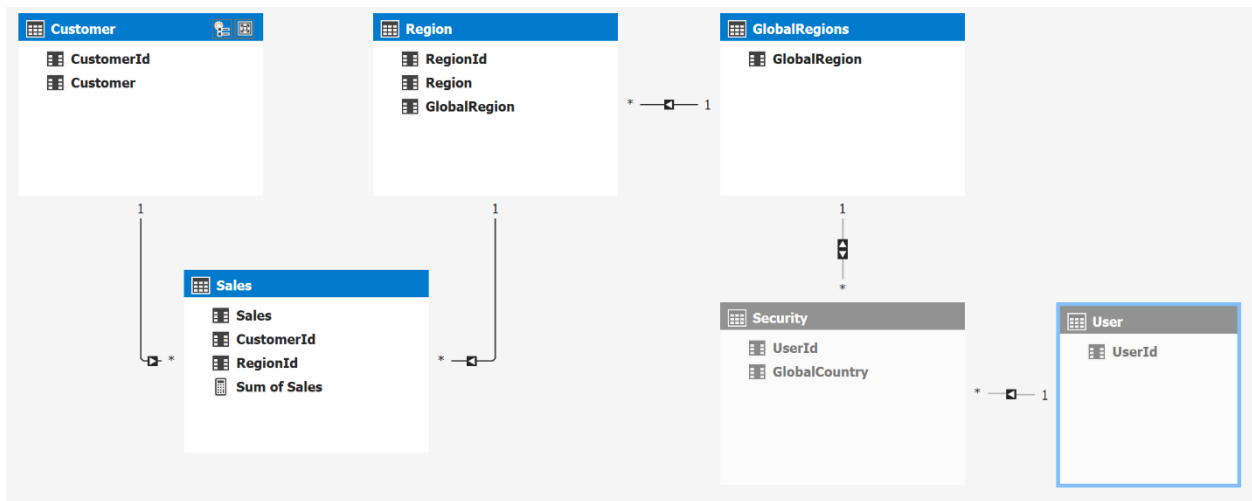 Customer
CustomerId
Customer
Region
RegionId
Region
GlobalRegion
* 1
GlobalRegions
GlobalRegion
1
1
1
*
Sales
Sales
CustomerId
RegionId
Sum of Sales
*
*
Security
UserId
GlobalCountry
* 1
User
UserId